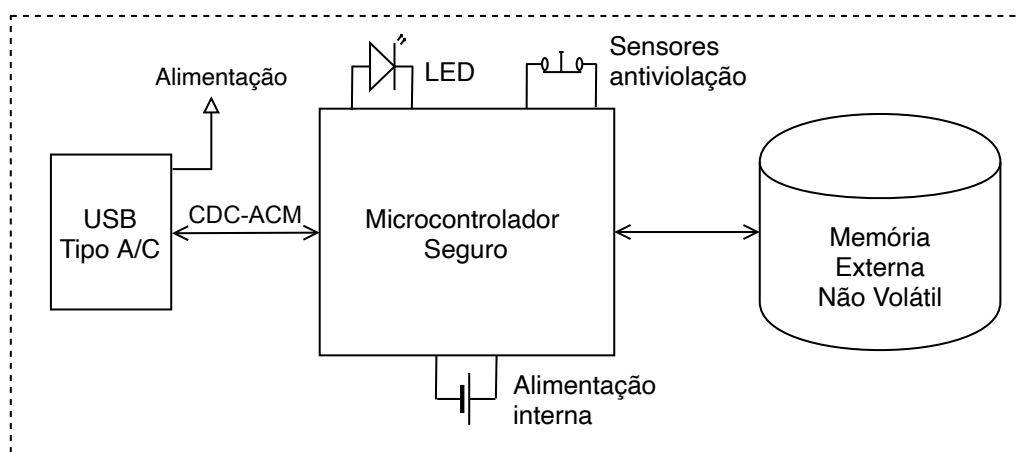 Sensores
antiviolação
LED
Alimentação
USB
Tipo A/C
CDC-ACM
Microcontrolador
Seguro
Memória
Externa
Não Volátil
Alimentação
interna